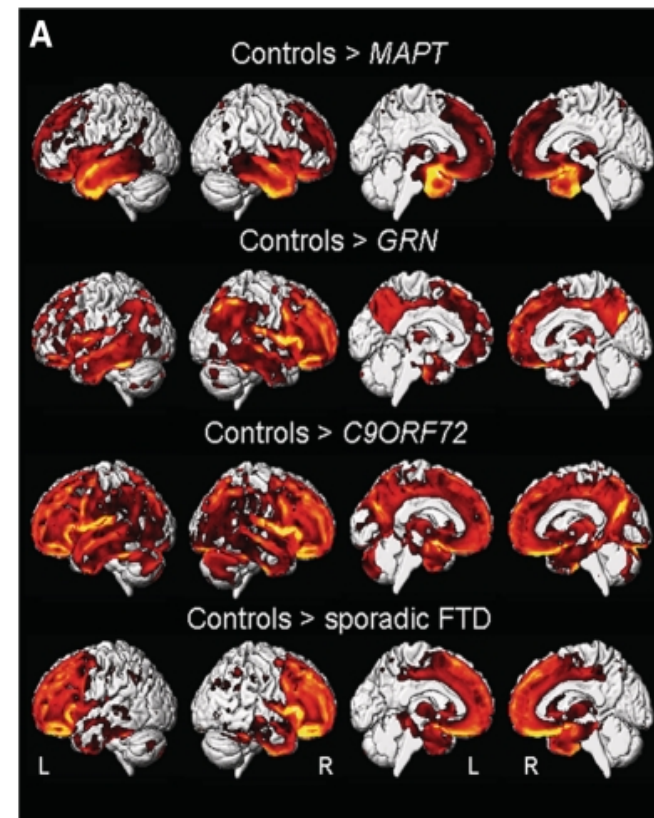 A
Controls > MAPT
Controls > GRN
Controls > C9ORF72
Controls > sporadic FTD
L R L R